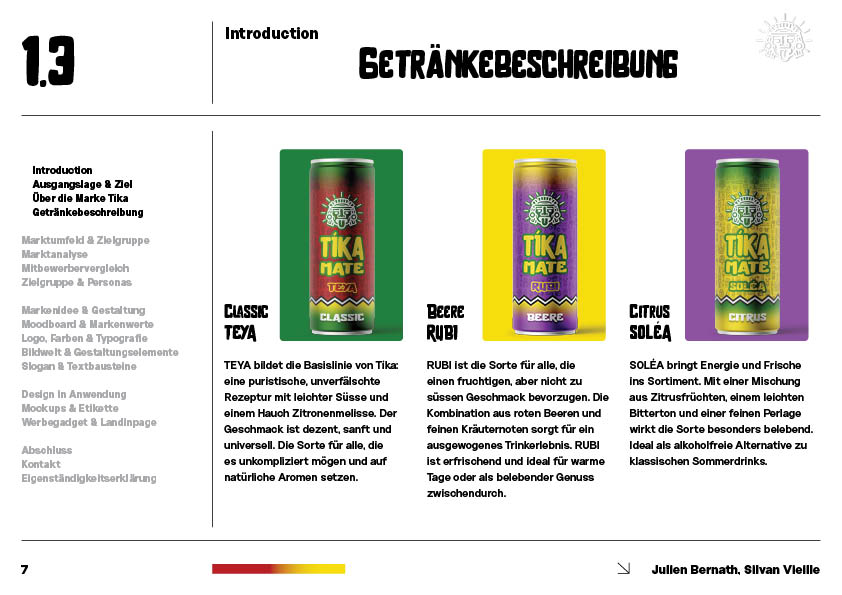 1.3
Introduction
Getränkebeschreibung
Introduction
Ausgangslage & Ziel
Über die Marke Tika
Getränkebeschreibung
Marktumfeld & Zielgruppe
Marktanalyse
Mitbewerbervergleich
Zielgruppe & Personas
Markenidee & Gestaltung
Moodboard & Markenwerte
Logo, Farben & Typografie
Bildwelt & Gestaltungselemente
Slogan & Textbausteine
Design in Anwendung
Mockups & Etikette
Werbegadget & Landinpage
Abschluss
Kontakt
Eigenständigkeitserklärung
TÍKA
MATE
TEYA
CLASSIC
Classic
TEYA
TEYA bildet die Basislinie von Tika:
eine puristische, unverfälschte
Rezeptur mit leichter Süsse und
einem Hauch Zitronenmelisse. Der
Geschmack ist dezent, sanft und
universell. Die Sorte für alle, die
es unkompliziert mögen und auf
natürliche Aromen setzen.
TÍKA
MATE
RUBI
BEERE
Beere
RUBI
RUBI ist die Sorte für alle, die
einen fruchtigen, aber nicht zu
süssen Geschmack bevorzugen. Die
Kombination aus roten Beeren und
feinen Kräuternoten sorgt für ein
ausgewogenes Trinkerlebnis. RUBI
ist erfrischend und ideal für warme
Tage oder als belebender Genuss
zwischendurch.
TÍKA
MATE
SOLÉA
CITRUS
Citrus
SOLÉA
SOLÉA bringt Energie und Frische
ins Sortiment. Mit einer Mischung
aus Zitrusfrüchten, einem leichten
Bitterton und einer feinen Perlage
wirkt die Sorte besonders belebend.
Ideal als alkoholfreie Alternative zu
klassischen Sommerdrinks.
7
Julien Bernath, Silvan Vieille